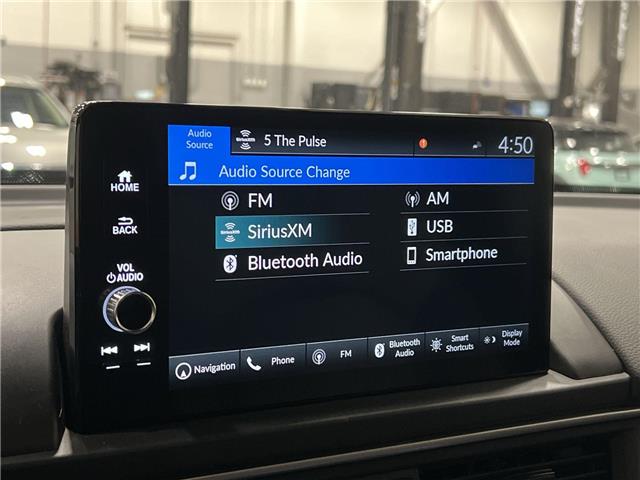 Audio
Source
SiriusXM
5 The Pulse
4:50
Audio Source Change
HOME
BACK
VOL
AUDIO
FM
AM
SiriusXM
USB
Bluetooth Audio
Smartphone
Navigation
Phone
FM
Bluetooth
Audio
Smart
Shortcuts
Display
Mode